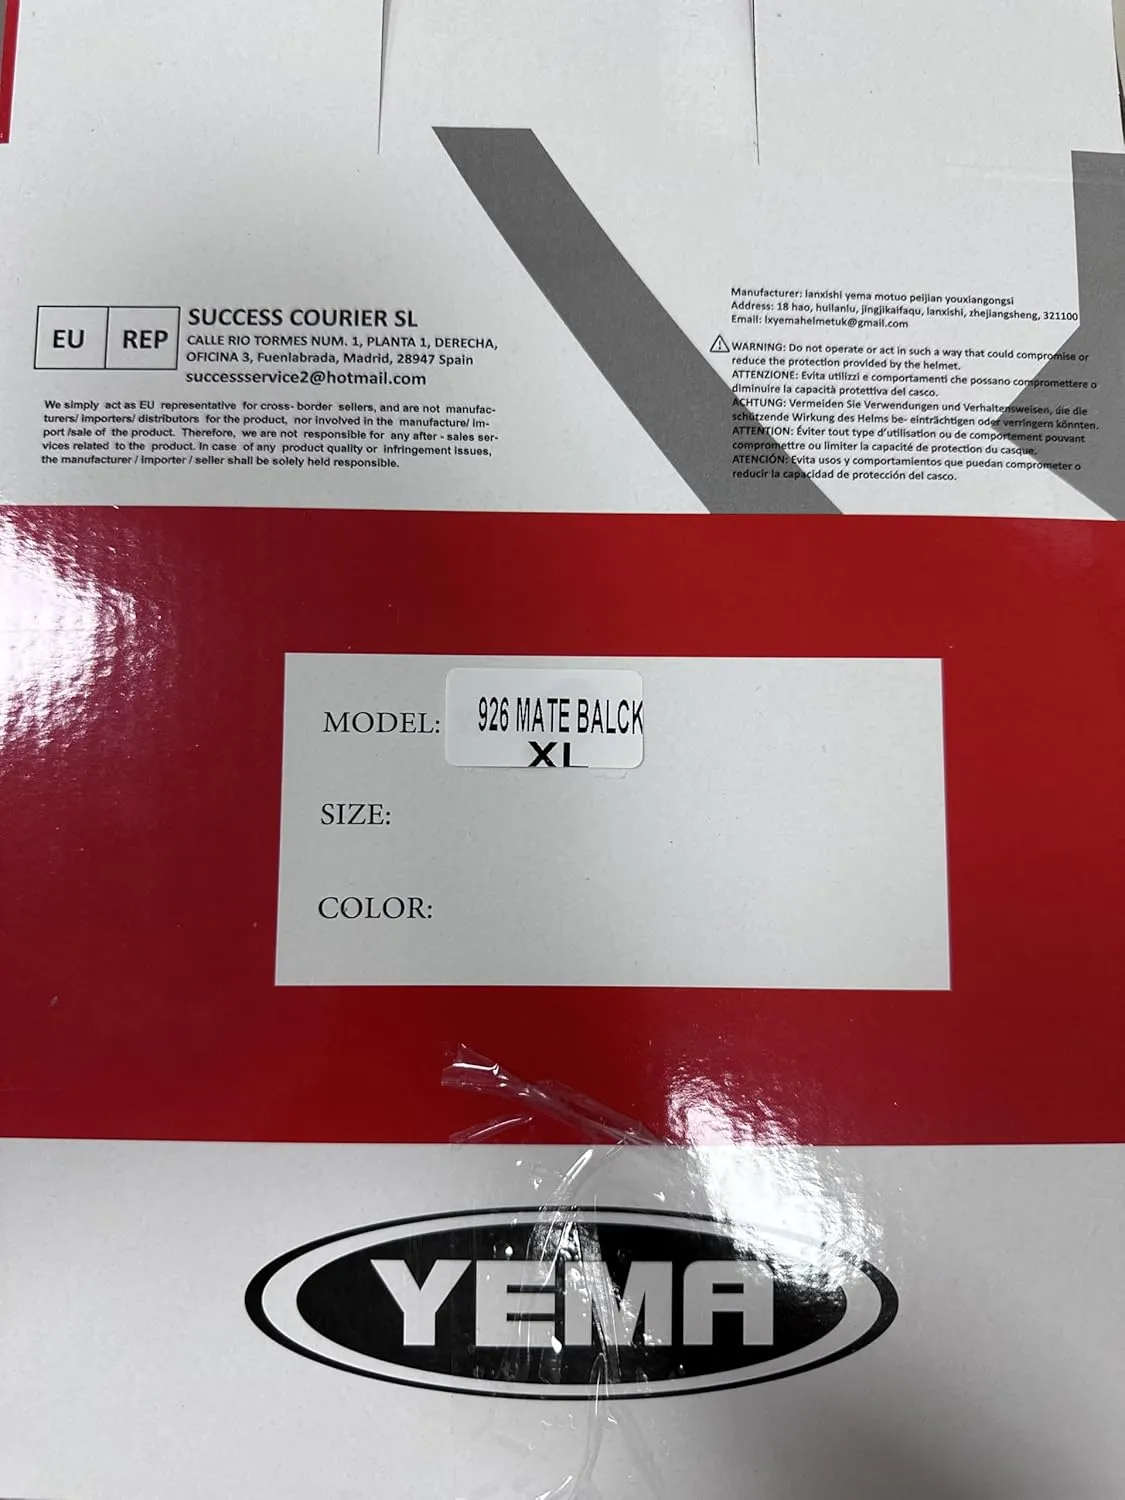 EU REP
SUCCESS COURIER SL
CALLE RIO TORMES NUM. 1, PLANTA 1, DERECHA,
OFICINA 3, Fuenlabrada, Madrid, 28947 Spain
successservice2@hotmail.com
We simply act as EU representative for cross- border sellers, and are not manufac-
turers/ importers/ distributors for the product, nor involved in the manufacture/ im-
port /sale of the product. Therefore, we are not responsible for any after - sales ser-
vices related to the product. In case of any product quality or infringement issues,
the manufacturer / importer / seller shall be solely held responsible.
Manufacturer: lanxishi yema motuo peijian youxiangongsi
Address: 18 hao, huilanlu, jingjikaifaqu, lanxishi, zhejiangsheng, 321100
Email: lxyemahelmetuk@gmail.com
WARNING: Do not operate or act in such a way that could compromise or
reduce the protection provided by the helmet.
ATTENZIONE: Evita utilizzi e comportamenti che possano compromettere o
diminuire la capacità protettiva del casco.
ACHTUNG: Vermeiden Sie Verwendungen und Verhaltensweisen, die die
schützende Wirkung des Helms be- einträchtigen oder verringern könnten.
ATTENTION: Éviter tout type d'utilisation ou de comportement pouvant
compromettre ou limiter la capacité de protection du casque.
ATENCIÓN: Evita usos y comportamientos que puedan comprometer o
reducir la capacidad de protección del casco.
MODEL: 926 MATE BALCK
XL
SIZE:
COLOR:
YEMA